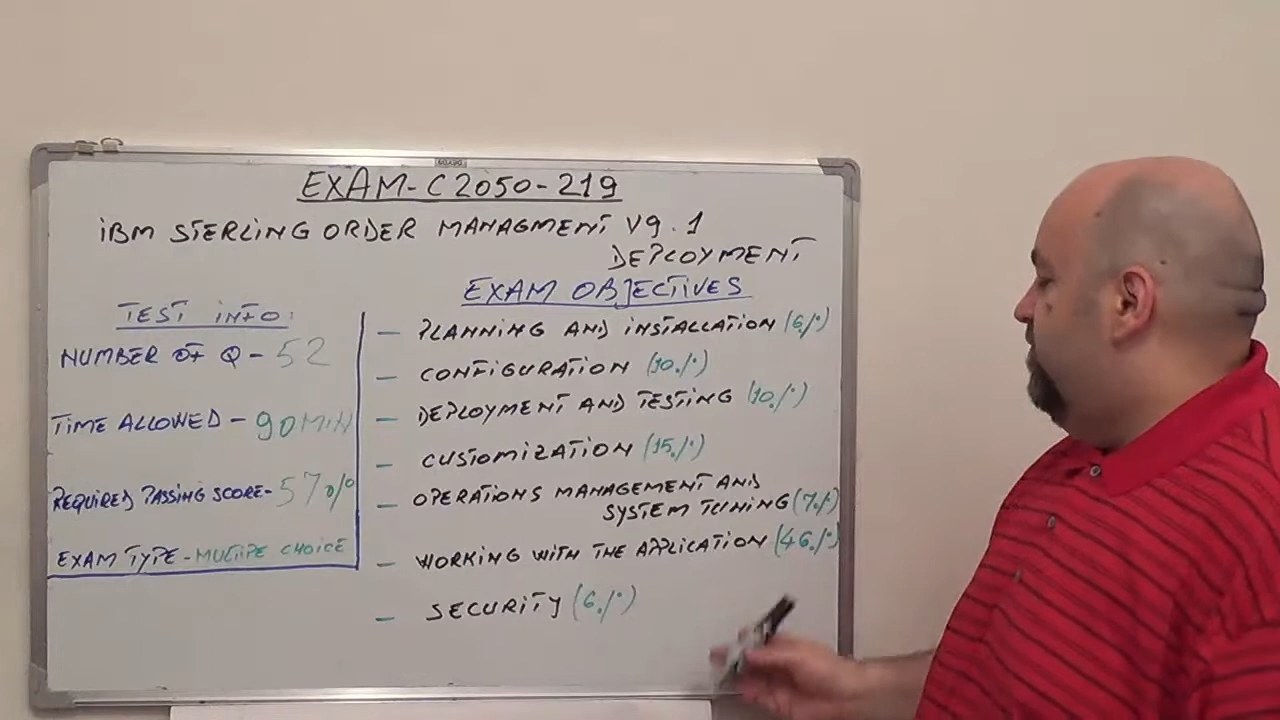 EXAM-C2050-219
iBM STERLING ORDER MANAGMENT V9.1
DEPLOYMENT
TEST iNFO:
NUMBER OF Q - 52
TIME ALLOWED - 90 MIN
REQUIRED PASSING SCORE - 57%
EXAM TYPE - MULTIPE CHOICE
EXAM OBJECTIVES
- PLANNING AND INSTALLATION (6%)
- CONFIGURATION (10%)
- DEPLOYMENT AND TESTING (10%)
- CUSTOMIZATION (15%)
- OPERATIONS MANAGEMENT AND
SYSTEM TUNING (7%)
- WORKING WITH THE APPLICATION (46%)
- SECURITY (6%)